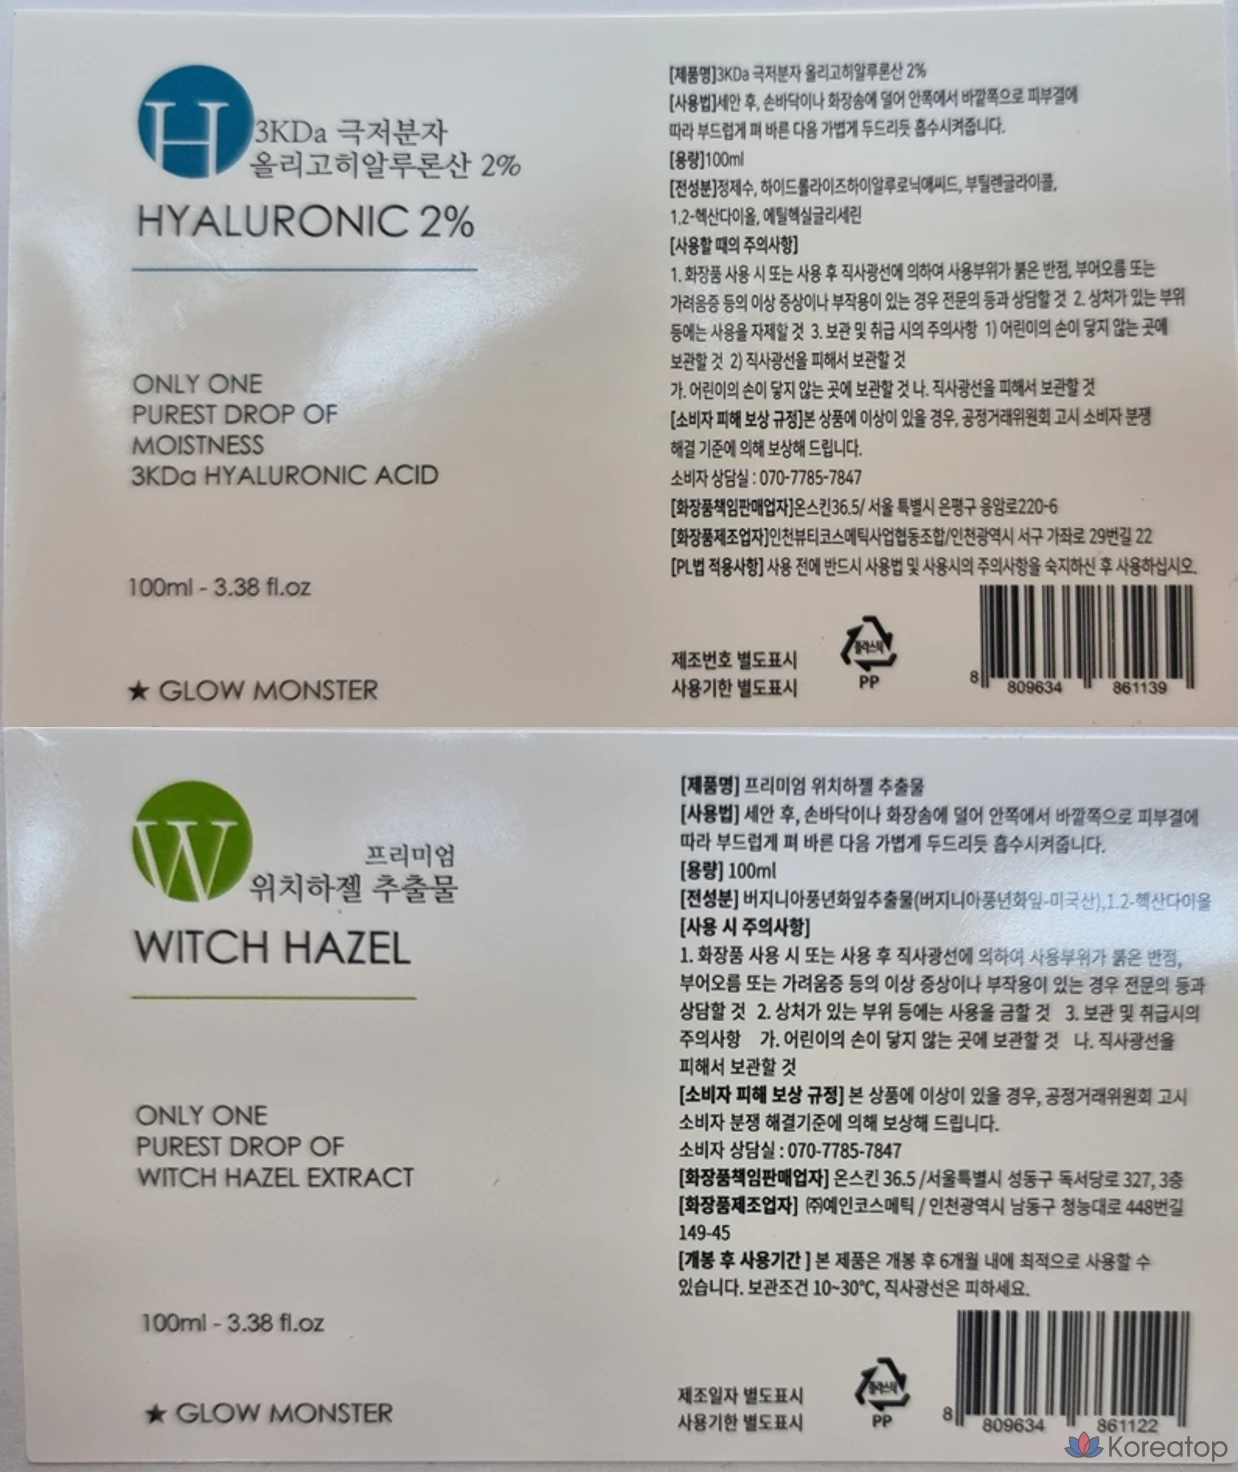 H
3KDa 극저분자
올리고히알루론산 2%
HYALURONIC 2%
ONLY ONE
PUREST DROP OF
MOISTNESS
3KDa HYALURONIC ACID
100ml - 3.38 fl.oz
★ GLOW MONSTER
[제품명]3KDa 극저분자 올리고히알루론산 2%
[사용법]세안 후, 손바닥이나 화장솜에 덜어 안쪽에서 바깥쪽으로 피부결에
따라 부드럽게 펴 바른 다음 가볍게 두드리듯 흡수시켜줍니다.
[용량]100ml
[전성분]정제수, 하이드롤라이즈하이알루로닉애씨드, 부틸렌글라이콜,
1.2-헥산다이올, 에틸헥실글리세린
[사용할 때의 주의사항]
1. 화장품 사용 시 또는 사용 후 직사광선에 의하여 사용부위가 붉은 반점, 부어오름 또는
가려움증 등의 이상 증상이나 부작용이 있는 경우 전문의 등과 상담할 것 2. 상처가 있는 부위
등에는 사용을 자제할 것 3. 보관 및 취급 시의 주의사항 1) 어린이의 손이 닿지 않는 곳에
보관할 것 2) 직사광선을 피해서 보관할 것
가. 어린이의 손이 닿지 않는 곳에 보관할 것 나. 직사광선을 피해서 보관할 것
[소비자 피해 보상 규정]본 상품에 이상이 있을 경우, 공정거래위원회 고시 소비자 분쟁
해결 기준에 의해 보상해 드립니다.
소비자 상담실 : 070-7785-7847
[화장품책임판매업자]온스킨36.5/ 서울 특별시 은평구 응암로220-6
[화장품제조업자]인천뷰티코스메틱사업협동조합/인천광역시 서구 가좌로 29번길 22
[PL법 적용사항] 사용 전에 반드시 사용법 및 사용시의 주의사항을 숙지하신 후 사용하십시오.
제조번호 별도표시
사용기한 별도표시
플라스틱
PP
8 809634 861139
W
프리미엄
위치하젤 추출물
WITCH HAZEL
ONLY ONE
PUREST DROP OF
WITCH HAZEL EXTRACT
100ml - 3.38 fl.oz
★ GLOW MONSTER
[제품명] 프리미엄 위치하젤 추출물
[사용법] 세안 후, 손바닥이나 화장솜에 덜어 안쪽에서 바깥쪽으로 피부결에
따라 부드럽게 펴 바른 다음 가볍게 두드리듯 흡수시켜줍니다.
[용량] 100ml
[전성분] 버지니아풍년화잎추출물(버지니아풍년화잎-미국산),1.2-헥산다이올
[사용 시 주의사항]
1. 화장품 사용 시 또는 사용 후 직사광선에 의하여 사용부위가 붉은 반점,
부어오름 또는 가려움증 등의 이상 증상이나 부작용이 있는 경우 전문의 등과
상담할 것 2. 상처가 있는 부위 등에는 사용을 금할 것 3. 보관 및 취급시의
주의사항 가. 어린이의 손이 닿지 않는 곳에 보관할 것 나. 직사광선을
피해서 보관할 것
[소비자 피해 보상 규정] 본 상품에 이상이 있을 경우, 공정거래위원회 고시
소비자 분쟁 해결기준에 의해 보상해 드립니다.
소비자 상담실 : 070-7785-7847
[화장품책임판매업자] 온스킨 36.5 /서울특별시 성동구 독서당로 327, 3층
[화장품제조업자] ㈜예인코스메틱 / 인천광역시 남동구 청능대로 448번길
149-45
[개봉 후 사용기간 ] 본 제품은 개봉 후 6개월 내에 최적으로 사용할 수
있습니다. 보관조건 10~30℃, 직사광선은 피하세요.
제조일자 별도표시
사용기한 별도표시
플라스틱
PP
8 809634 861122
Koreatop